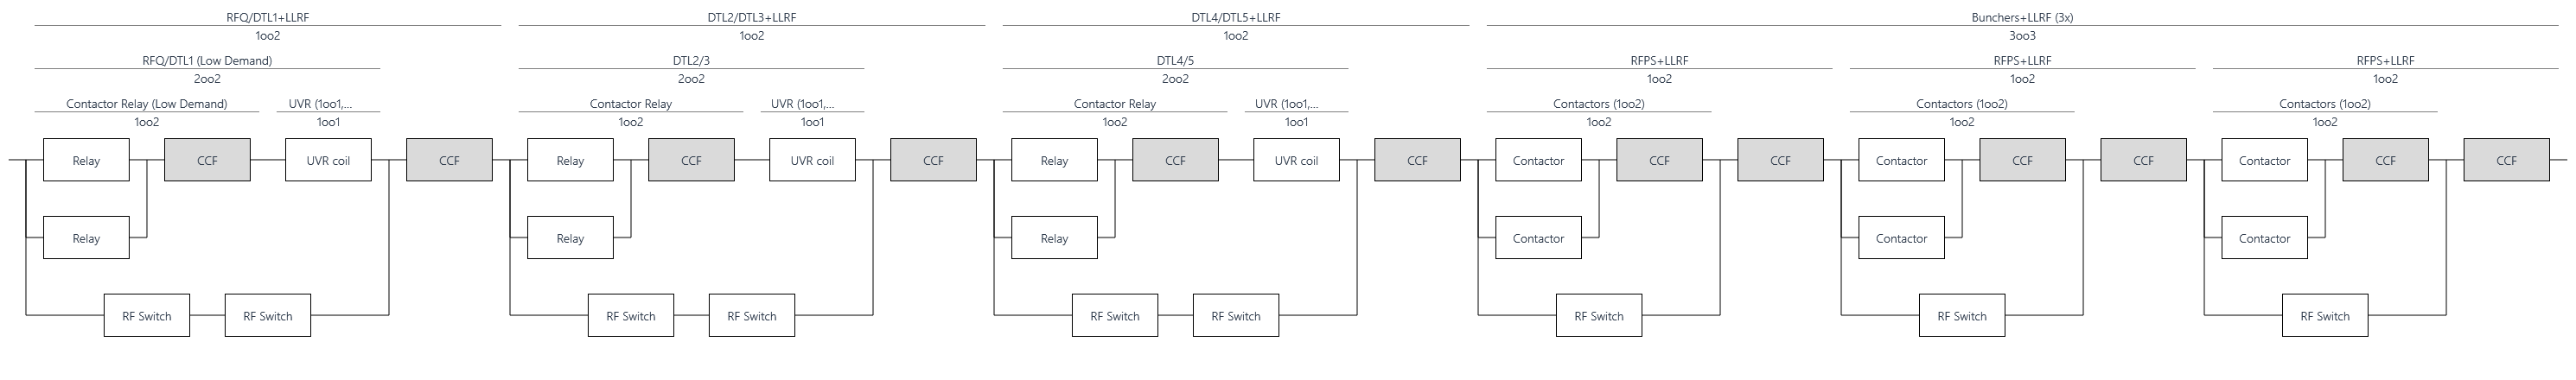 RFQ/DTL1+LLRF
DTL2/DTL3+LLRF
DTL4/DTL5+LLRF
Bunchers+LLRF (3x)
1oo2
1oo2
1oo2
3oo3
RFQ/DTL1 (Low Demand)
DTL2/3
DTL4/5
RFPS+LLRF
RFPS+LLRF
RFPS+LLRF
2oo2
2oo2
2oo2
1oo2
1oo2
1oo2
Contactor Relay (Low Demand)
UVR (1oo1,...
Contactor Relay
UVR (1oo1,...
Contactor Relay
UVR (1oo1,...
Contactors (1oo2)
Contactors (1oo2)
Contactors (1oo2)
1oo2
1oo1
1oo2
1oo1
1oo2
1oo1
1oo2
1oo2
1oo2
Relay
CCF
UVR coil
CCF
Relay
CCF
UVR coil
CCF
Relay
CCF
UVR coil
CCF
Contactor
CCF
CCF
Contactor
CCF
CCF
Contactor
CCF
CCF
Relay
Relay
Relay
Contactor
Contactor
Contactor
RF Switch
RF Switch
RF Switch
RF Switch
RF Switch
RF Switch
RF Switch
RF Switch
RF Switch